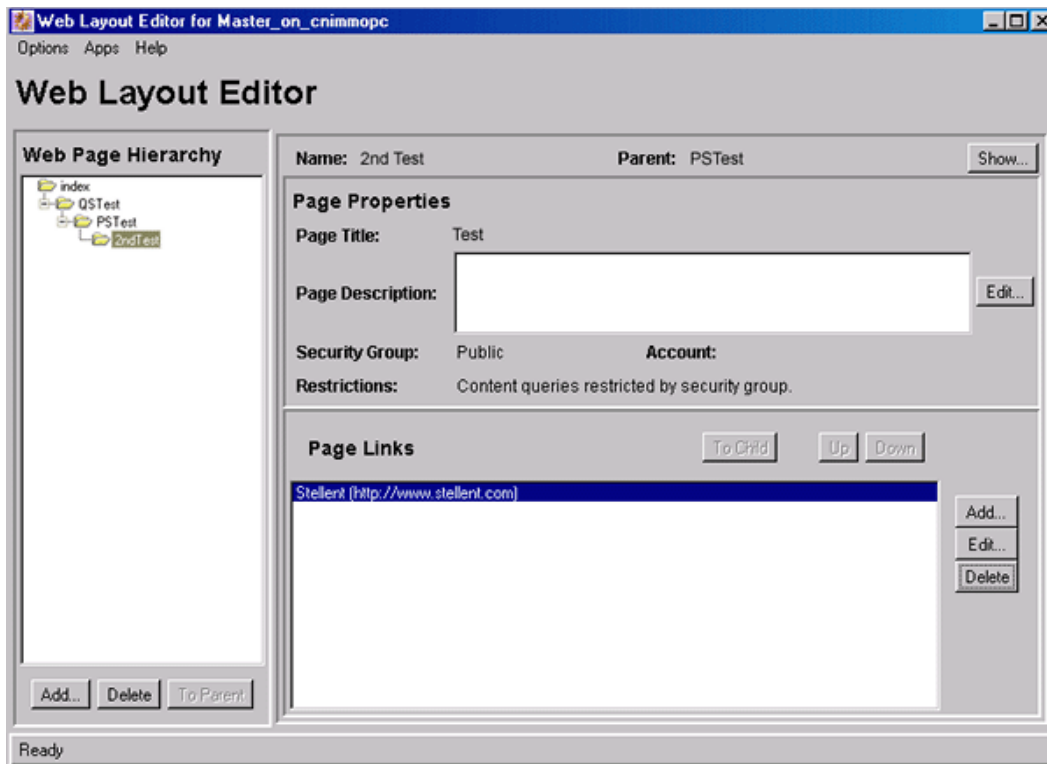 Web Layout Editor for Master_on_cnimmopc
Options Apps Help
Web Layout Editor
Web Page Hierarchy
index
QSTest
PSTest
2ndTest
Add... Delete To Parent
Name: 2nd Test Parent: PSTest Show...
Page Properties
Page Title: Test
Page Description: Edit...
Security Group: Public Account:
Restrictions: Content queries restricted by security group.
Page Links To Child Up Down
Stellent (http://www.stellent.com)
Add...
Edit...
Delete
Ready